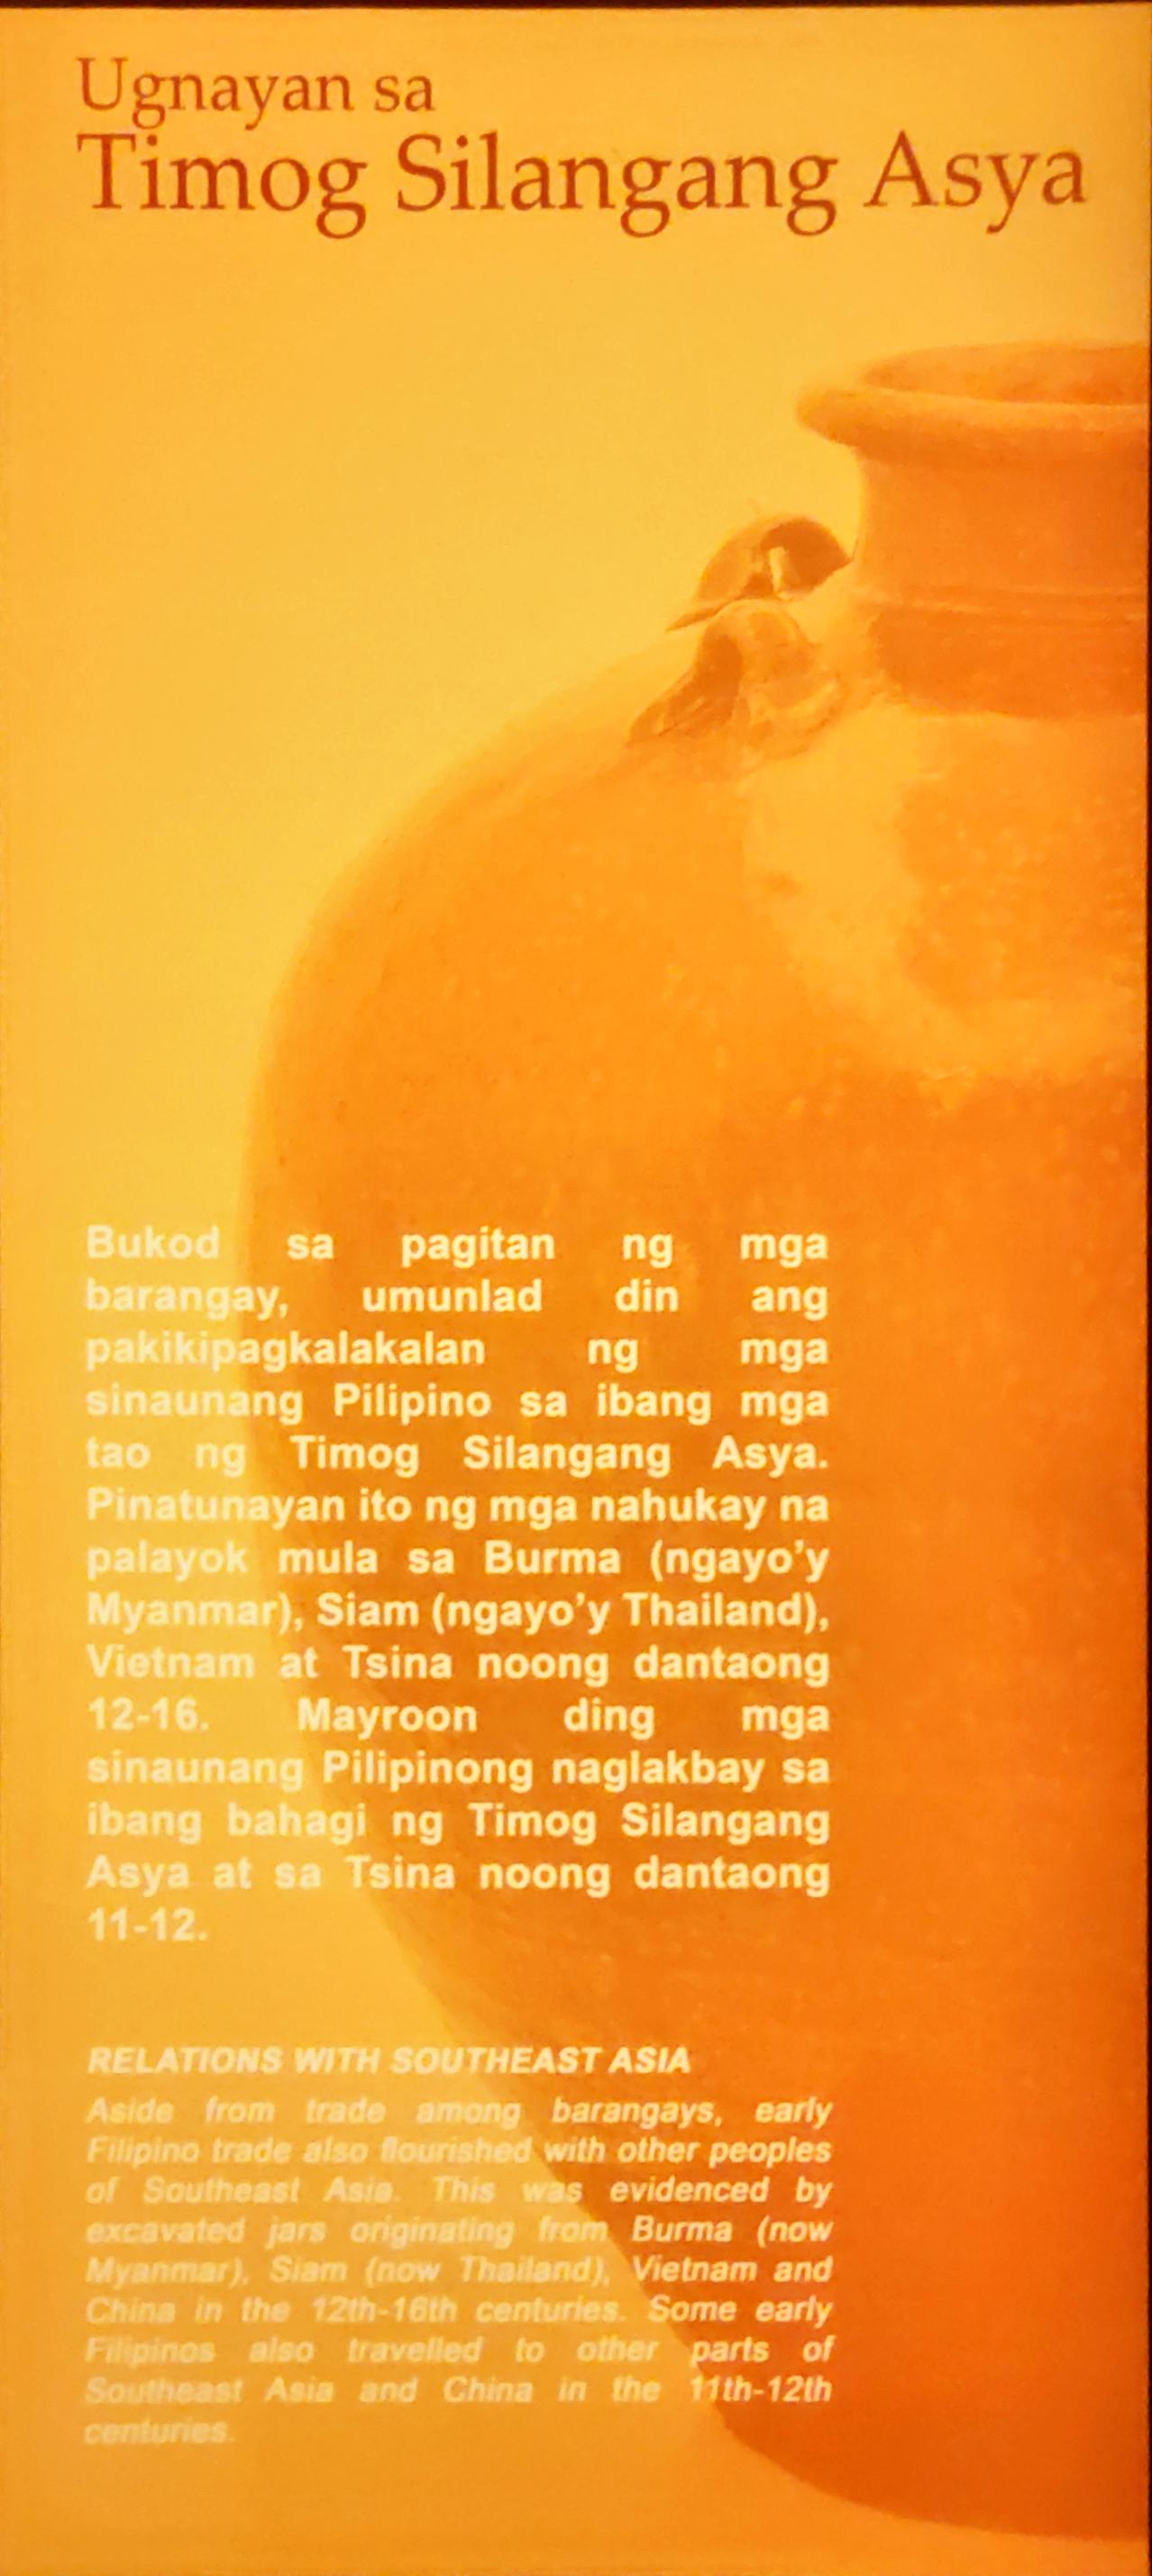 Ugnayan sa
Timog Silangang Asya
Bukod sa pagitan ng mga
barangay, umunlad din ang
pakikipagkalakalan ng mga
sinaunang Pilipino sa ibang mga
tao ng Timog Silangang Asya.
Pinatunayan ito ng mga nahukay na
palayok mula sa Burma (ngayo’y
Myanmar), Siam (ngayo’y Thailand),
Vietnam at Tsina noong dantaong
12-16. Mayroon ding mga
sinaunang Pilipinong naglakbay sa
ibang bahagi ng Timog Silangang
Asya at sa Tsina noong dantaong
11-12.
RELATIONS WITH SOUTHEAST ASIA
Aside from trade among barangays, early
Filipino trade also flourished with other peoples
of Southeast Asia. This was evidenced by
excavated jars originating from Burma (now
Myanmar), Siam (now Thailand), Vietnam and
China in the 12th-16th centuries. Some early
Filipinos also travelled to other parts of
Southeast Asia and China in the 11th-12th
centuries.